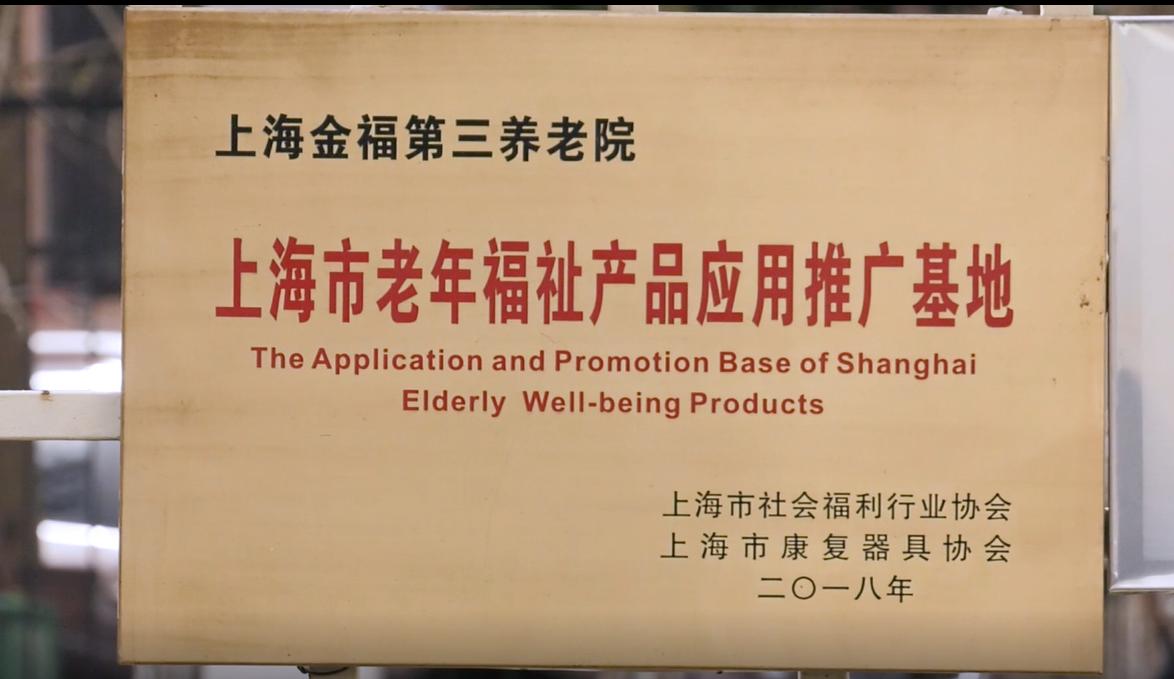 上海金福第三养老院
上海市老年福祉产品应用推广基地
The Application and Promotion Base of Shanghai
Elderly Well-being Products
上海市社会福利行业协会
上海市康复器具协会
二〇一八年